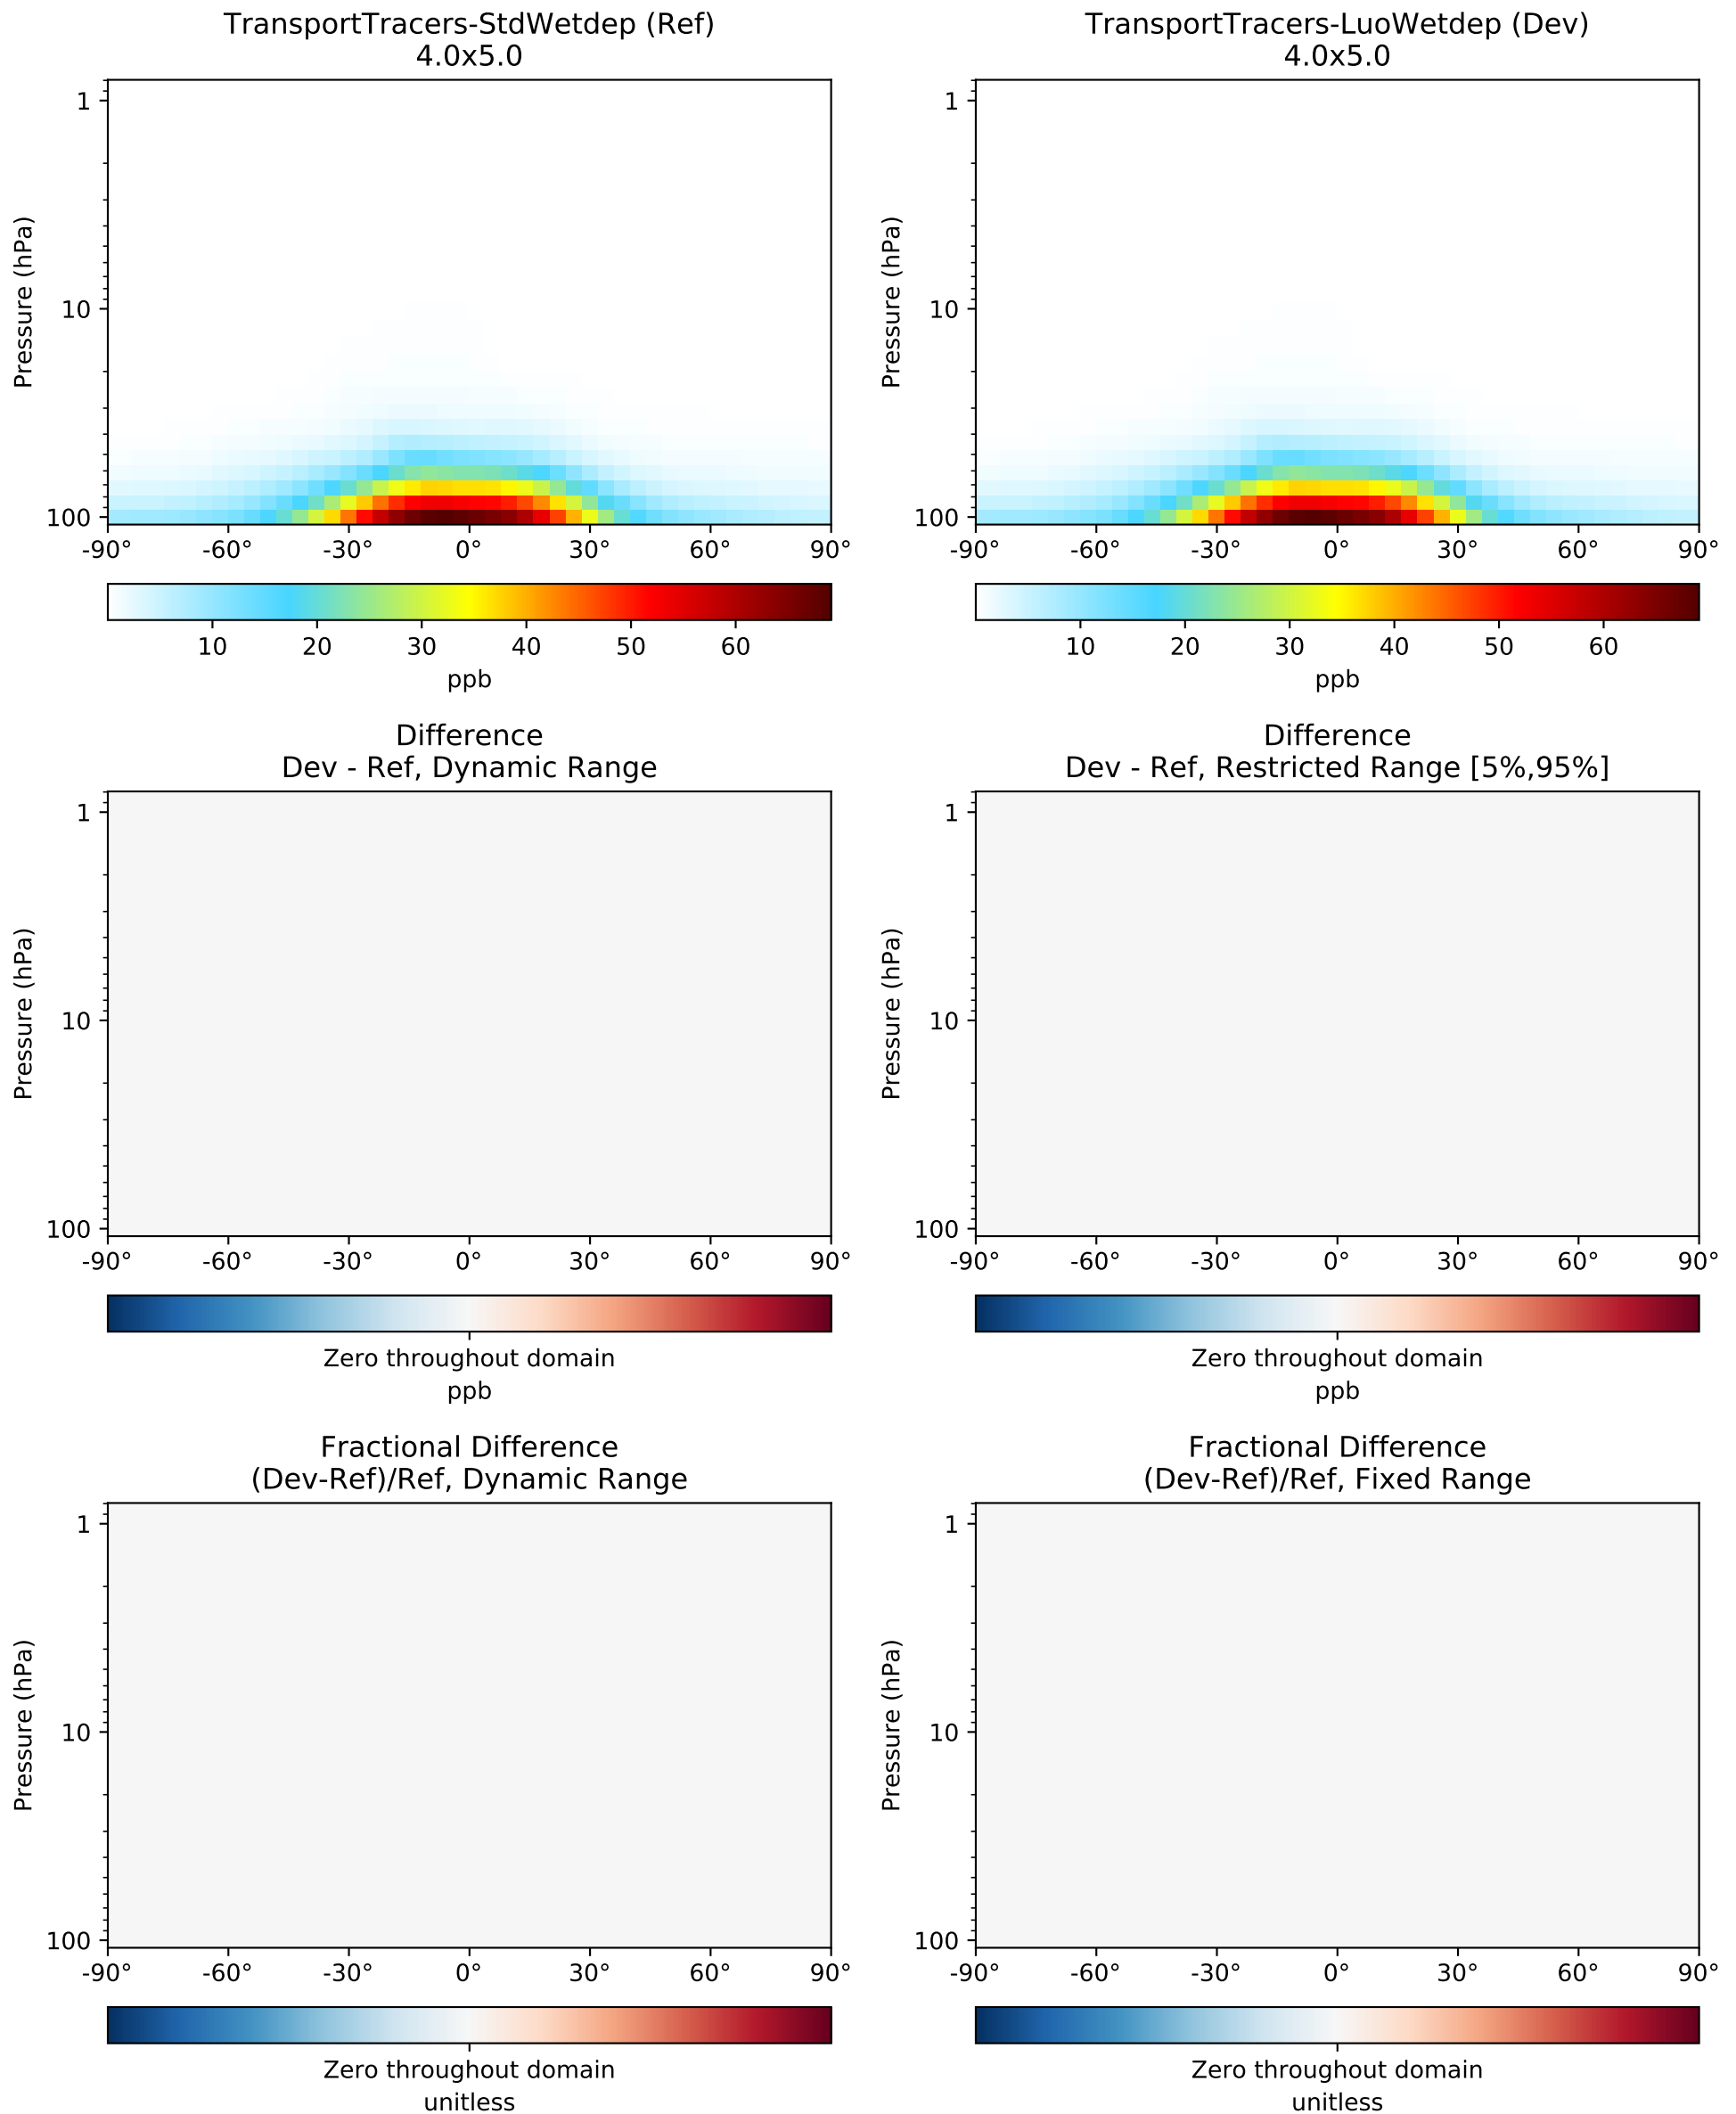 TransportTracers-StdWetdep (Ref)
4.0x5.0
1
10
100
Pressure (hPa)
-90° -60° -30° 0° 30° 60° 90°
10 20 30 40 50 60
ppb
TransportTracers-LuoWetdep (Dev)
4.0x5.0
1
10
100
Pressure (hPa)
-90° -60° -30° 0° 30° 60° 90°
10 20 30 40 50 60
ppb
Difference
Dev - Ref, Dynamic Range
1
10
100
Pressure (hPa)
-90° -60° -30° 0° 30° 60° 90°
Zero throughout domain
ppb
Difference
Dev - Ref, Restricted Range [5%,95%]
1
10
100
Pressure (hPa)
-90° -60° -30° 0° 30° 60° 90°
Zero throughout domain
ppb
Fractional Difference
(Dev-Ref)/Ref, Dynamic Range
1
10
100
Pressure (hPa)
-90° -60° -30° 0° 30° 60° 90°
Zero throughout domain
unitless
Fractional Difference
(Dev-Ref)/Ref, Fixed Range
1
10
100
Pressure (hPa)
-90° -60° -30° 0° 30° 60° 90°
Zero throughout domain
unitless